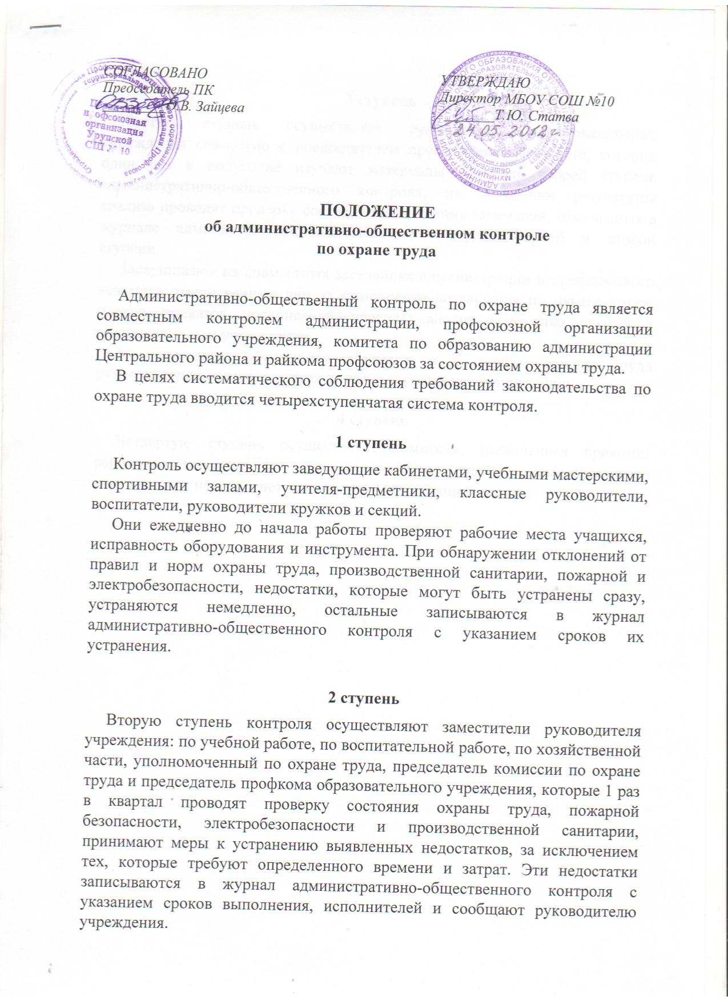 СОГЛАСОВАНО
Председатель ПК
О.В. Зайцева
Первичная
профсоюзная
организация
Урупской
СШ № 10
УТВЕРЖДАЮ
Директор МБОУ СОШ №10
Т.Ю. Статва
24.05.2012 г.
ПОЛОЖЕНИЕ
об административно-общественном контроле
по охране труда
Административно-общественный контроль по охране труда является
совместным контролем администрации, профсоюзной организации
образовательного учреждения, комитета по образованию администрации
Центрального района и райкома профсоюзов за состоянием охраны труда.
В целях систематического соблюдения требований законодательства по
охране труда вводится четырехступенчатая система контроля.
1 ступень
Контроль осуществляют заведующие кабинетами, учебными мастерскими,
спортивными залами, учителя-предметники, классные руководители,
воспитатели, руководители кружков и секций.
Они ежедневно до начала работы проверяют рабочие места учащихся,
исправность оборудования и инструмента. При обнаружении отклонений от
правил и норм охраны труда, производственной санитарии, пожарной и
электробезопасности, недостатки, которые могут быть устранены сразу,
устраняются немедленно, остальные записываются в журнал
административно-общественного контроля с указанием сроков их
устранения.
2 ступень
Вторую ступень контроля осуществляют заместители руководителя
учреждения: по учебной работе, по воспитательной работе, по хозяйственной
части, уполномоченный по охране труда, председатель комиссии по охране
труда и председатель профкома образовательного учреждения, которые 1 раз
в квартал проводят проверку состояния охраны труда, пожарной
безопасности, электробезопасности и производственной санитарии,
принимают меры к устранению выявленных недостатков, за исключением
тех, которые требуют определенного времени и затрат. Эти недостатки
записываются в журнал административно-общественного контроля с
указанием сроков выполнения, исполнителей и сообщают руководителю
учреждения.